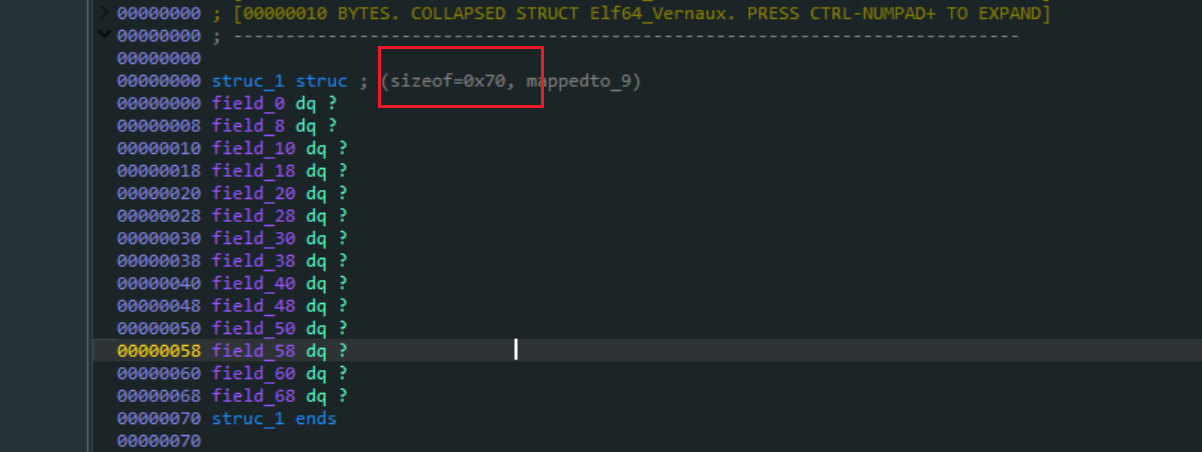 00000000 ; [00000010 BYTES. COLLAPSED STRUCT Elf64_Vernaux. PRESS CTRL-NUMPAD+ TO EXPAND]
00000000 ; ---------------------------------------------------------------------------
00000000
00000000 struc_1 struc ; (sizeof=0x70, mappedto_9)
00000000 field_0 dq ?
00000008 field_8 dq ?
00000010 field_10 dq ?
00000018 field_18 dq ?
00000020 field_20 dq ?
00000028 field_28 dq ?
00000030 field_30 dq ?
00000038 field_38 dq ?
00000040 field_40 dq ?
00000048 field_48 dq ?
00000050 field_50 dq ?
00000058 field_58 dq ?
00000060 field_60 dq ?
00000068 field_68 dq ?
00000070 struc_1 ends
00000070